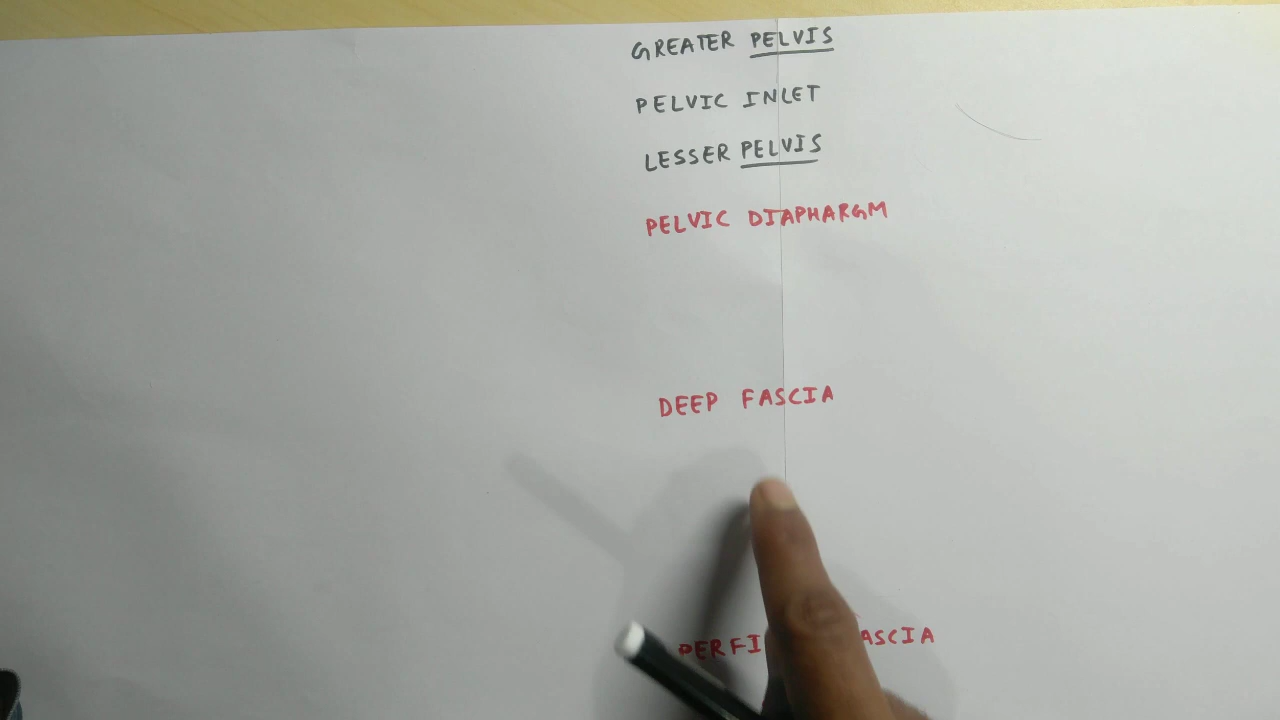 GREATER PELVIS
PELVIC INLET
LESSER PELVIS
PELVIC DIAPHARGM
DEEP FASCIA